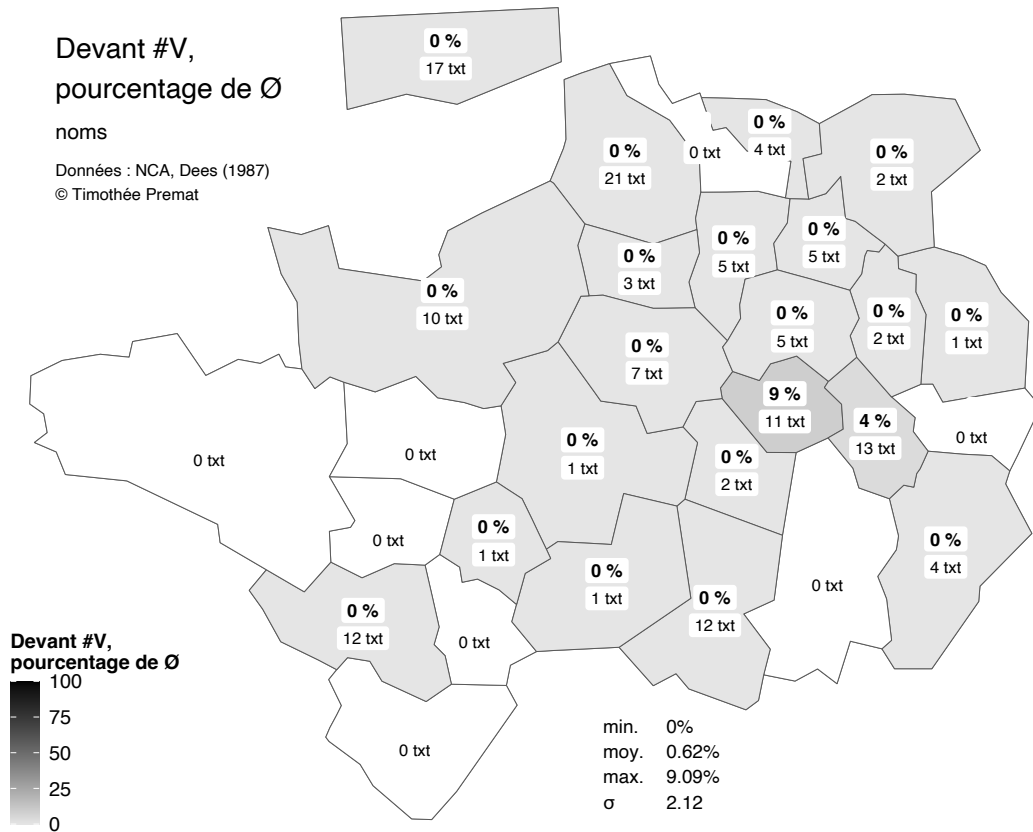 Devant #V,
pourcentage de Ø
noms
Données : NCA, Dees (1987)
© Timothée Premat
0 %
17 txt
0 %
21 txt
0 txt
0 %
4 txt
0 %
2 txt
0 %
3 txt
0 %
5 txt
0 %
5 txt
0 %
10 txt
0 %
7 txt
0 %
5 txt
0 %
2 txt
0 %
1 txt
9 %
11 txt
4 %
13 txt
0 txt
0 txt
0 txt
0 %
1 txt
0 %
2 txt
0 txt
0 %
1 txt
0 %
4 txt
0 %
12 txt
0 txt
0 %
1 txt
0 %
12 txt
0 txt
0 txt
Devant #V,
pourcentage de Ø
100
75
50
25
0
min. 0%
moy. 0.62%
max. 9.09%
σ 2.12